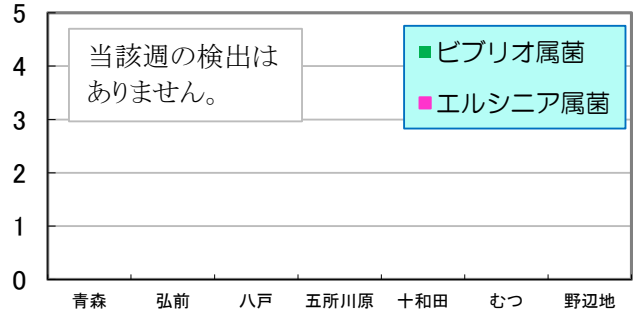 5
当該週の検出は
ありません。
■ビブリオ属菌
■エルシニア属菌
4
3
2
1
0
青森 弘前 八戸 五所川原 十和田 むつ 野辺地